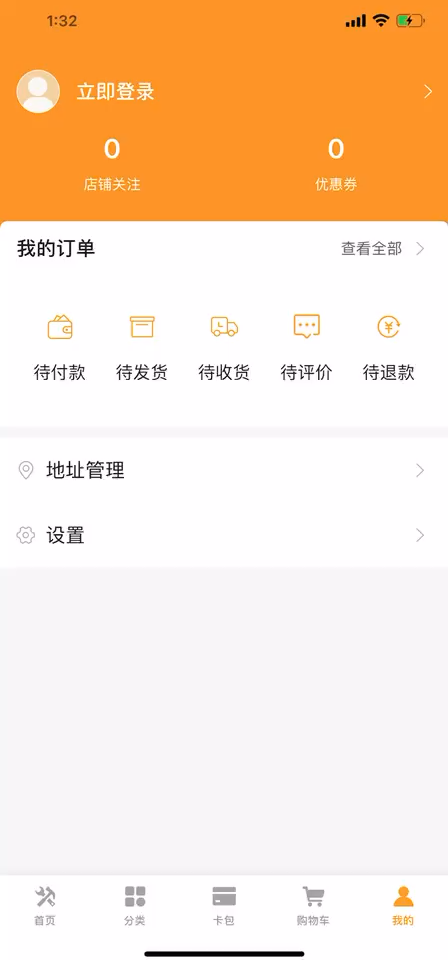 1:32
立即登录
0
0
店铺关注
优惠券
我的订单
查看全部
待付款
待发货
待收货
待评价
待退款
地址管理
设置
首页
分类
卡包
购物车
我的